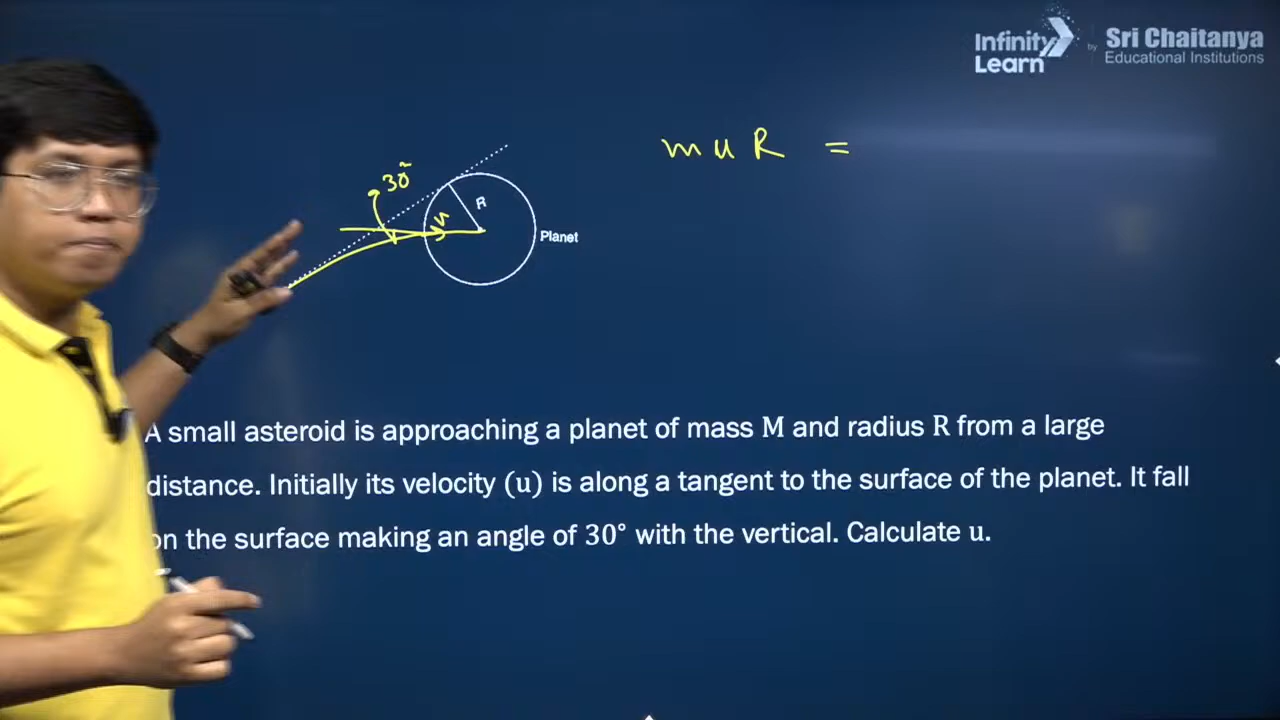 Infinity Learn by Sri Chaitanya Educational Institutions
m u R =
30°
R
v
Planet
A small asteroid is approaching a planet of mass M and radius R from a large
distance. Initially its velocity (u) is along a tangent to the surface of the planet. It fall
on the surface making an angle of 30° with the vertical. Calculate u.